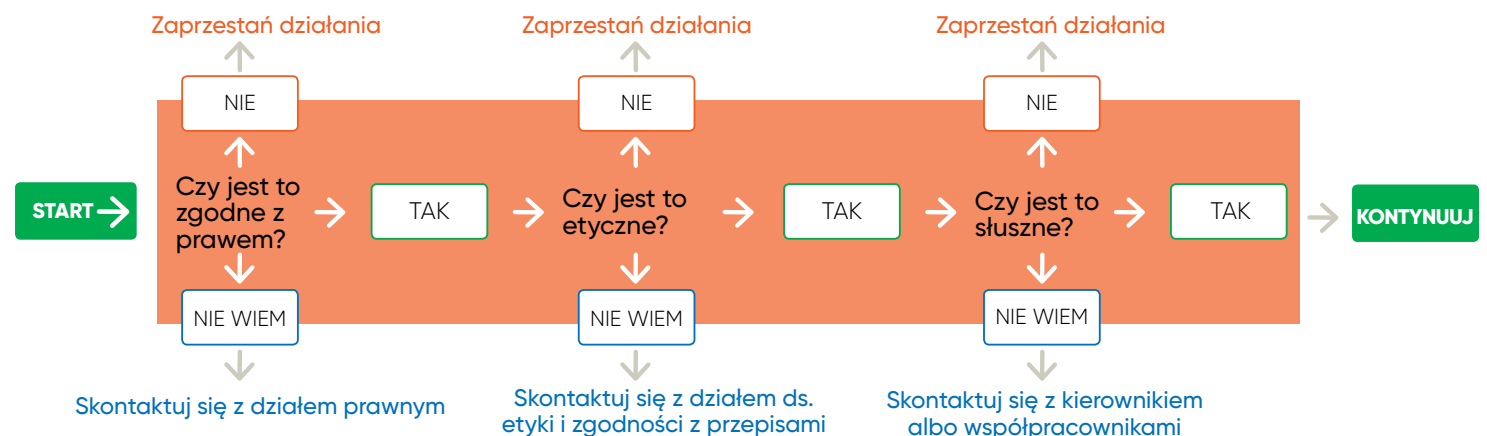 Zaprzestań działania
Zaprzestań działania
Zaprzestań działania
NIE
NIE
NIE
START
Czy jest to
zgodne z
prawem?
TAK
Czy jest to
etyczne?
TAK
Czy jest to
słuszne?
TAK
KONTYNUUJ
NIE WIEM
NIE WIEM
NIE WIEM
Skontaktuj się z działem prawnym
Skontaktuj się z działem ds.
etyki i zgodności z przepisami
Skontaktuj się z kierownikiem
albo współpracownikami